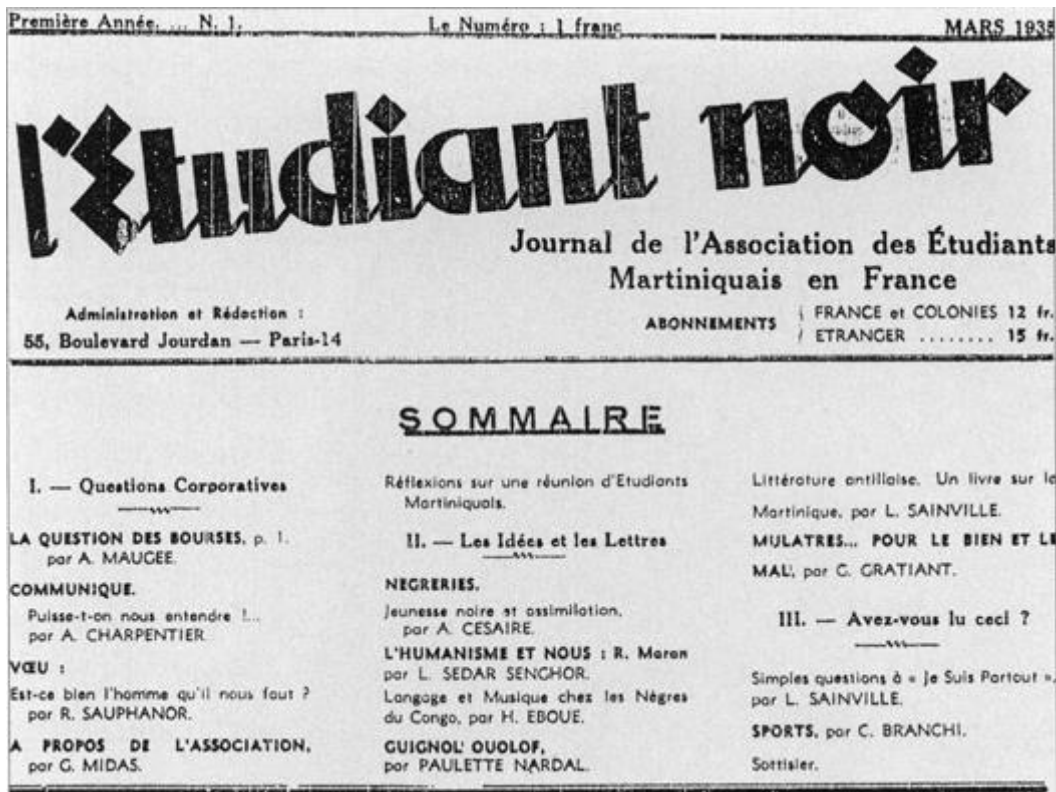 Première Année. ... N. 1.
Le Numéro : 1 franc
MARS 1935
l'Etudiant noir
Journal de l'Association des Étudiants
Martiniquais en France
Administration et Rédaction :
55, Boulevard Jourdan — Paris-14
ABONNEMENTS
FRANCE et COLONIES 12 fr.
ETRANGER ........ 15 fr.
SOMMAIRE
I. — Questions Corporatives
LA QUESTION DES BOURSES, p. 1.
par A. MAUGEE.
COMMUNIQUE.
Puisse-t-on nous entendre !...
par A. CHARPENTIER
VŒU :
Est-ce bien l'homme qu'il nous faut ?
par R. SAUPHANOR.
A PROPOS DE L'ASSOCIATION,
par G. MIDAS.
Réflexions sur une réunion d'Etudiants
Martiniquais.
II. — Les Idées et les Lettres
NEGRERIES.
Jeunesse noire et assimilation,
par A. CESAIRE.
L'HUMANISME ET NOUS : R. Maran
par L. SEDAR SENGHOR.
Langage et Musique chez les Nègres
du Congo, par H. EBOUE.
GUIGNOL' OUOLOF,
par PAULETTE NARDAL.
Littérature antillaise. Un livre sur la
Martinique, par L. SAINVILLE.
MULATRES... POUR LE BIEN ET LE
MAL', par G. GRATIANT.
III. — Avez-vous lu ceci ?
Simples questions à « Je Suis Partout ».
par L. SAINVILLE.
SPORTS, par C. BRANCHI.
Sottisier.